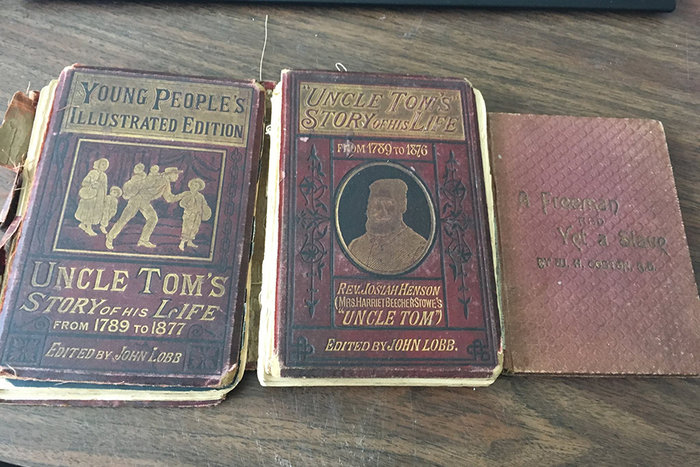 YOUNG PEOPLE'S
ILLUSTRATED EDITION
UNCLE TOM'S
STORY OF HIS LIFE
FROM 1789 TO 1877
EDITED BY JOHN LOBB
"UNCLE TOM'S
STORY OF HIS LIFE
FROM 1789 TO 1876
REV. JOSIAH HENSON
(MRS. HARRIET BEECHER STOWE'S
"UNCLE TOM")
EDITED BY JOHN LOBB.
A Freeman
and
Yet a Slave
BY W. H. COSTON, B.D.